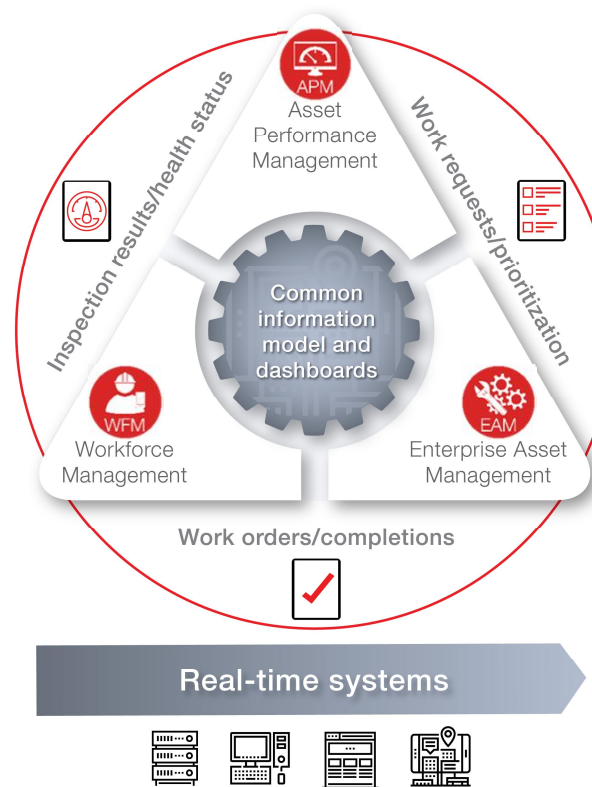 APM
Asset
Performance
Management
Inspection results/health status
Work requests/prioritization
Common
information
model and
dashboards
WFM
Workforce
Management
EAM
Enterprise Asset
Management
Work orders/completions
Real-time systems